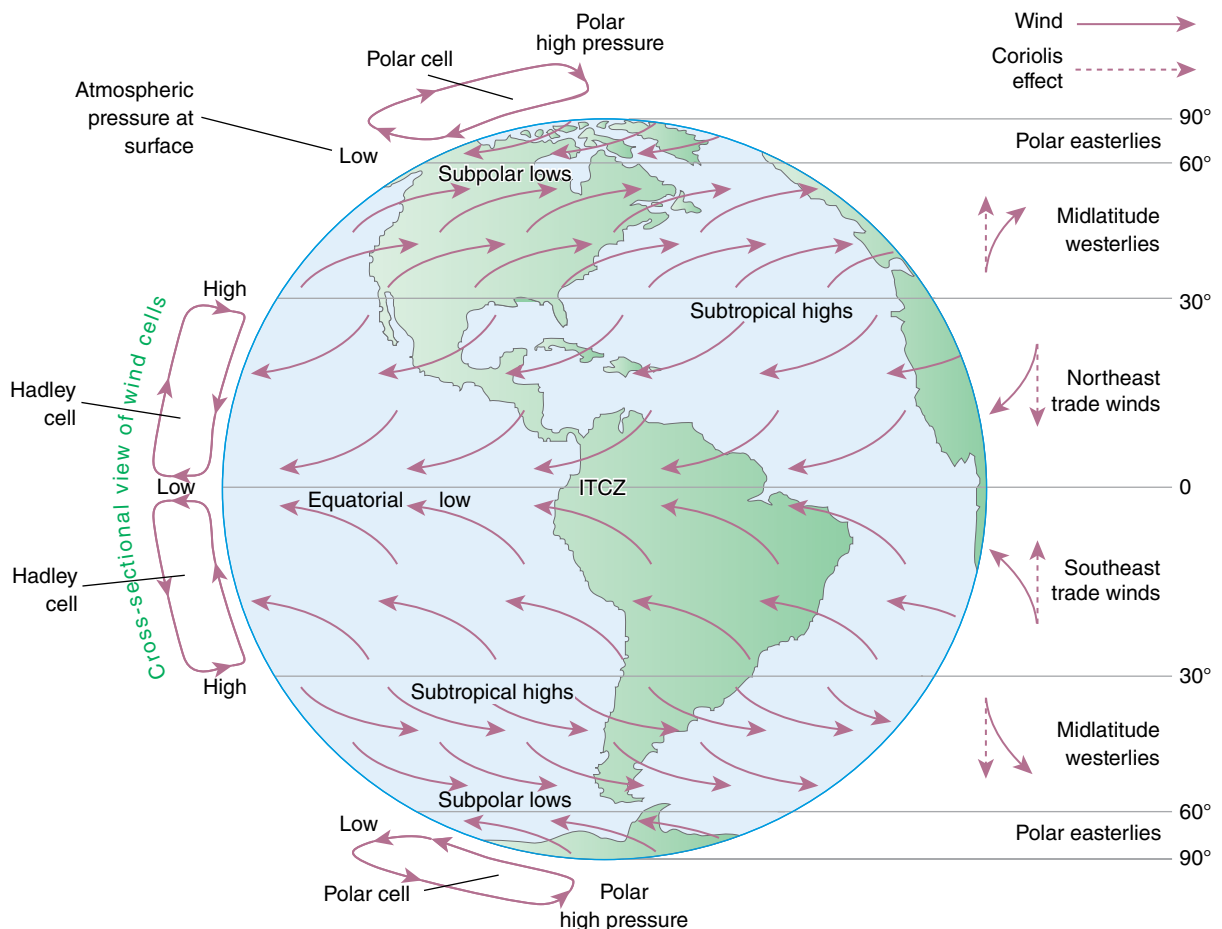 Polar
high pressure
Polar cell
Wind
Coriolis
effect
Atmospheric
pressure at
surface
Low
90°
Polar easterlies
60°
Subpolar lows
Midlatitude
westerlies
High
30°
Subtropical highs
Cross-sectional view of wind cells
Hadley
cell
Northeast
trade winds
Low
Equatorial low
ITCZ
0
Hadley
cell
Southeast
trade winds
High
30°
Subtropical highs
Midlatitude
westerlies
Subpolar lows
60°
Low
Polar easterlies
90°
Polar cell
Polar
high pressure